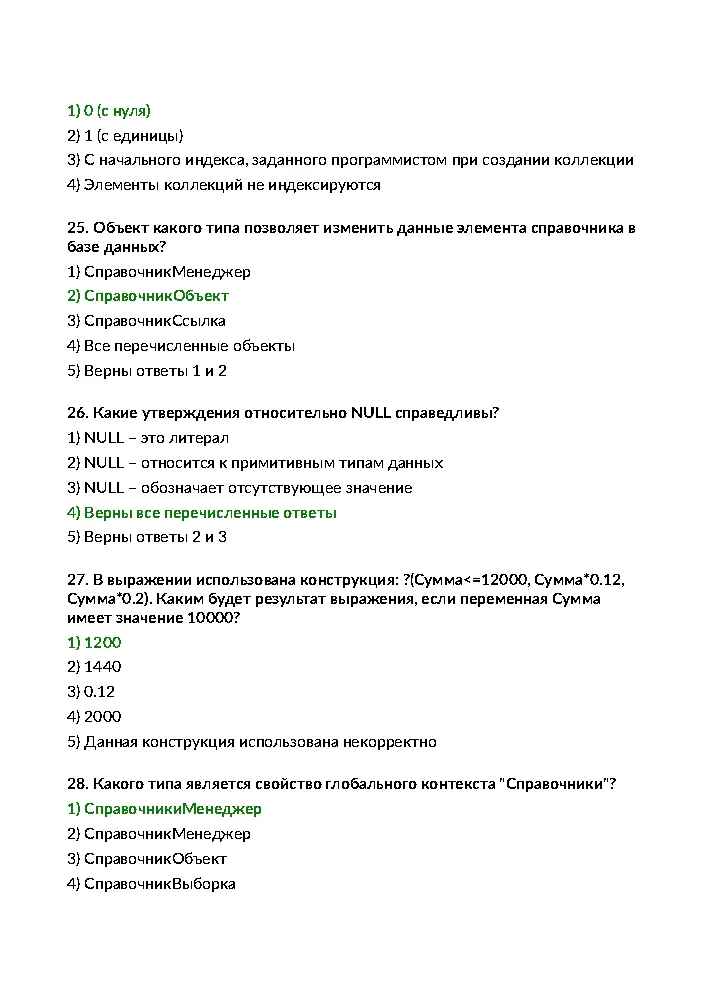 1) 0 (с нуля)
2) 1 (с единицы)
3) С начального индекса, заданного программистом при создании коллекции
4) Элементы коллекций не индексируются
25. Объект какого типа позволяет изменить данные элемента справочника в
базе данных?
1) СправочникМенеджер
2) СправочникОбъект
3) СправочникСсылка
4) Все перечисленные объекты
5) Верны ответы 1 и 2
26. Какие утверждения относительно NULL справедливы?
1) NULL – это литерал
2) NULL – относится к примитивным типам данных
3) NULL – обозначает отсутствующее значение
4) Верны все перечисленные ответы
5) Верны ответы 2 и 3
27. В выражении использована конструкция: ?(Сумма<=12000, Сумма*0.12,
Сумма*0.2). Каким будет результат выражения, если переменная Сумма
имеет значение 10000?
1) 1200
2) 1440
3) 0.12
4) 2000
5) Данная конструкция использована некорректно
28. Какого типа является свойство глобального контекста "Справочники"?
1) СправочникиМенеджер
2) СправочникМенеджер
3) СправочникОбъект
4) СправочникВыборка